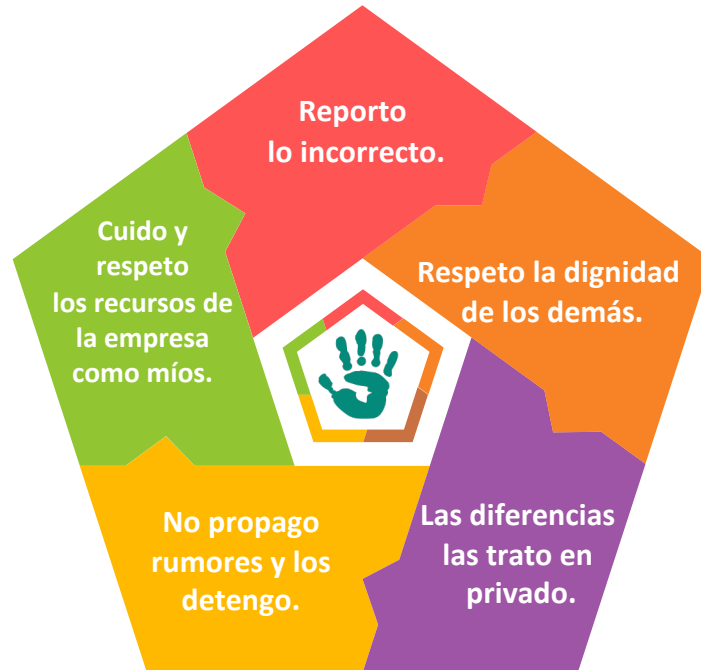 Reporto
lo incorrecto.
Respeto la dignidad
de los demás.
Las diferencias
las trato en
privado.
No propago
rumores y los
detengo.
Cuido y
respeto
los recursos de
la empresa
como míos.